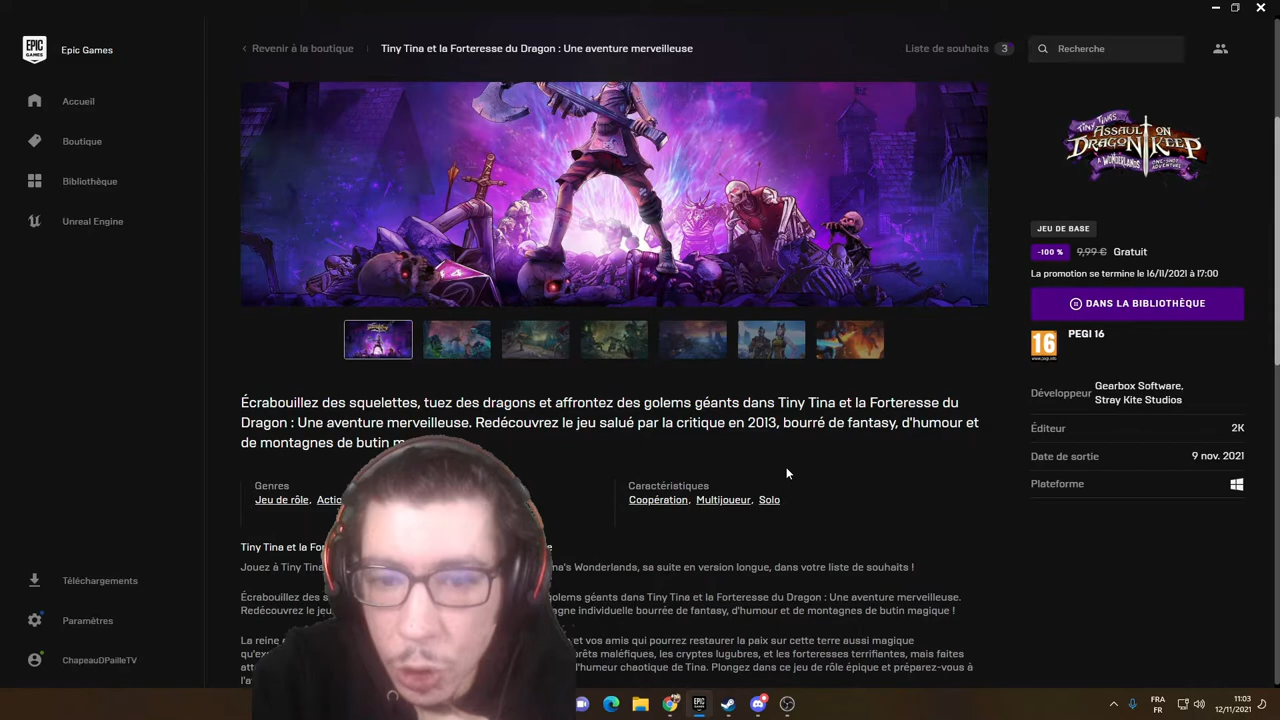 EPIC
GAMES
Epic Games
Accueil
Boutique
Bibliothèque
Unreal Engine
Téléchargements
Paramètres
ChapeauDPailleTV
Revenir à la boutique
Tiny Tina et la Forteresse du Dragon : Une aventure merveilleuse
Liste de souhaits 3
Recherche
Écrabouillez des squelettes, tuez des dragons et affrontez des golems géants dans Tiny Tina et la Forteresse du
Dragon : Une aventure merveilleuse. Redécouvrez le jeu salué par la critique en 2013, bourré de fantasy, d'humour et
de montagnes de butin
Genres
Jeu de rôle,
Caractéristiques
Coopération, Multijoueur, Solo
Tiny Tina et la
Jouez à Tiny Tina
Wonderlands, sa suite en version longue, dans votre liste de souhaits !
Écrabouillez des
géants dans Tiny Tina et la Forteresse du Dragon : Une aventure merveilleuse.
Redécouvrez le
individuelle bourrée de fantasy, d'humour et de montagnes de butin magique !
La reine
et vos amis qui pourrez restaurer la paix sur cette terre aussi magique
maléfiques, les cryptes lugubres, et les forteresses terrifiantes, mais faites
chaotique de Tina. Plongez dans ce jeu de rôle épique et préparez-vous à
TINY TINA'S
ASSAULT ON
DRAGON KEEP
A WONDERLANDS ONE-SHOT ADVENTURE
JEU DE BASE
-100 % 9,99 € Gratuit
La promotion se termine le 16/11/2021 à 17:00
DANS LA BIBLIOTHÈQUE
16
www.pegi.info
PEGI 16
Développeur
Gearbox Software,
Stray Kite Studios
Éditeur
2K
Date de sortie
9 nov. 2021
Plateforme
EPIC
FRA
FR
11:03
12/11/2021